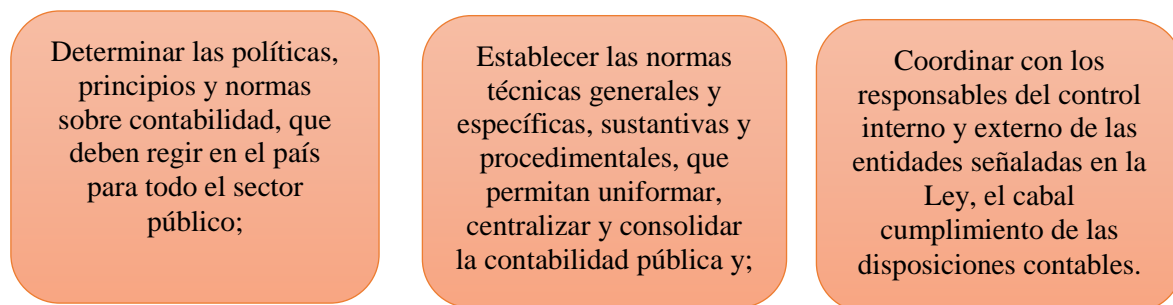 Determinar las políticas,
principios y normas
sobre contabilidad, que
deben regir en el país
para todo el sector
público;
Establecer las normas
técnicas generales y
específicas, sustantivas y
procedimentales, que
permitan uniformar,
centralizar y consolidar
la contabilidad pública y;
Coordinar con los
responsables del control
interno y externo de las
entidades señaladas en la
Ley, el cabal
cumplimiento de las
disposiciones contables.